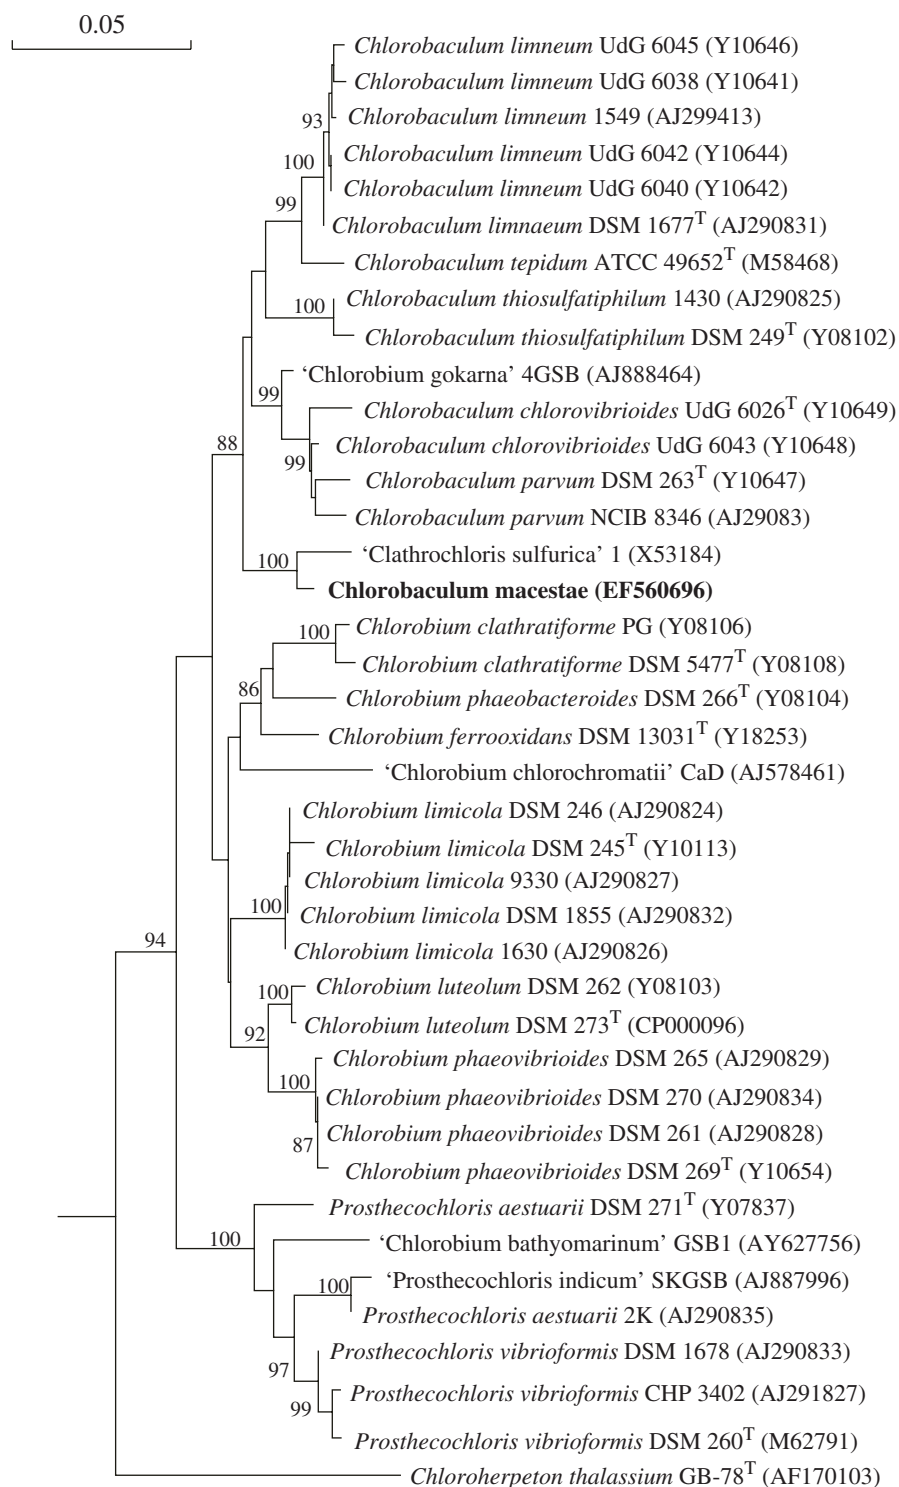 0.05
Chlorobaculum limneum UdG 6045 (Y10646)
Chlorobaculum limneum UdG 6038 (Y10641)
93
Chlorobaculum limneum 1549 (AJ299413)
Chlorobaculum limneum UdG 6042 (Y10644)
100
Chlorobaculum limneum UdG 6040 (Y10642)
99
Chlorobaculum limnaeum DSM 1677T (AJ290831)
Chlorobaculum tepidum ATCC 49652T (M58468)
100 Chlorobaculum thiosulfatiphilum 1430 (AJ290825)
Chlorobaculum thiosulfatiphilum DSM 249T (Y08102)
‘Chlorobium gokarna’ 4GSB (AJ888464)
99
Chlorobaculum chlorovibrioides UdG 6026T (Y10649)
88
Chlorobaculum chlorovibrioides UdG 6043 (Y10648)
99
Chlorobaculum parvum DSM 263T (Y10647)
Chlorobaculum parvum NCIB 8346 (AJ29083)
‘Clathrochloris sulfurica’ 1 (X53184)
100
Chlorobaculum macestae (EF560696)
100 Chlorobium clathratiforme PG (Y08106)
Chlorobium clathratiforme DSM 5477T (Y08108)
86
Chlorobium phaeobacteroides DSM 266T (Y08104)
Chlorobium ferrooxidans DSM 13031T (Y18253)
‘Chlorobium chlorochromatii’ CaD (AJ578461)
Chlorobium limicola DSM 246 (AJ290824)
Chlorobium limicola DSM 245T (Y10113)
Chlorobium limicola 9330 (AJ290827)
100
Chlorobium limicola DSM 1855 (AJ290832)
94
Chlorobium limicola 1630 (AJ290826)
100 Chlorobium luteolum DSM 262 (Y08103)
Chlorobium luteolum DSM 273T (CP000096)
92
Chlorobium phaeovibrioides DSM 265 (AJ290829)
100
Chlorobium phaeovibrioides DSM 270 (AJ290834)
Chlorobium phaeovibrioides DSM 261 (AJ290828)
87
Chlorobium phaeovibrioides DSM 269T (Y10654)
Prosthecochloris aestuarii DSM 271T (Y07837)
100
‘Chlorobium bathyomarinum’ GSB1 (AY627756)
100 ‘Prosthecochloris indicum’ SKGSB (AJ887996)
Prosthecochloris aestuarii 2K (AJ290835)
Prosthecochloris vibrioformis DSM 1678 (AJ290833)
97
Prosthecochloris vibrioformis CHP 3402 (AJ291827)
99
Prosthecochloris vibrioformis DSM 260T (M62791)
Chloroherpeton thalassium GB-78T (AF170103)